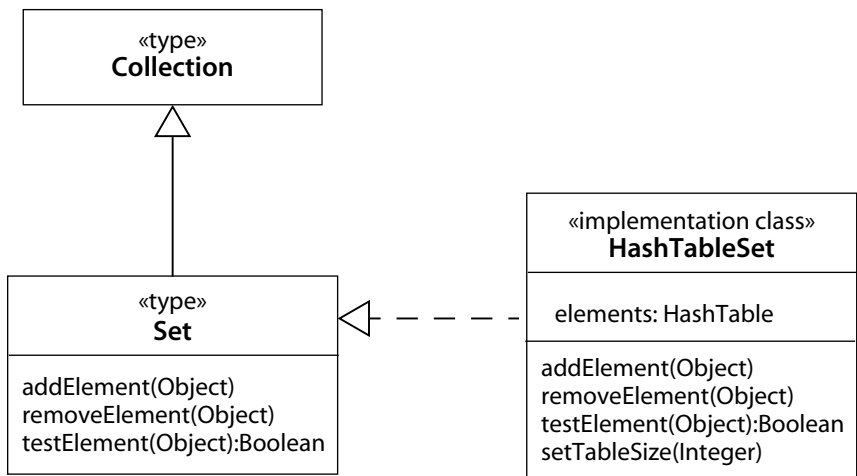 «type»
Collection
«type»
Set
addElement(Object)
removeElement(Object)
testElement(Object):Boolean
«implementation class»
HashTableSet
elements: HashTable
addElement(Object)
removeElement(Object)
testElement(Object):Boolean
setTableSize(Integer)